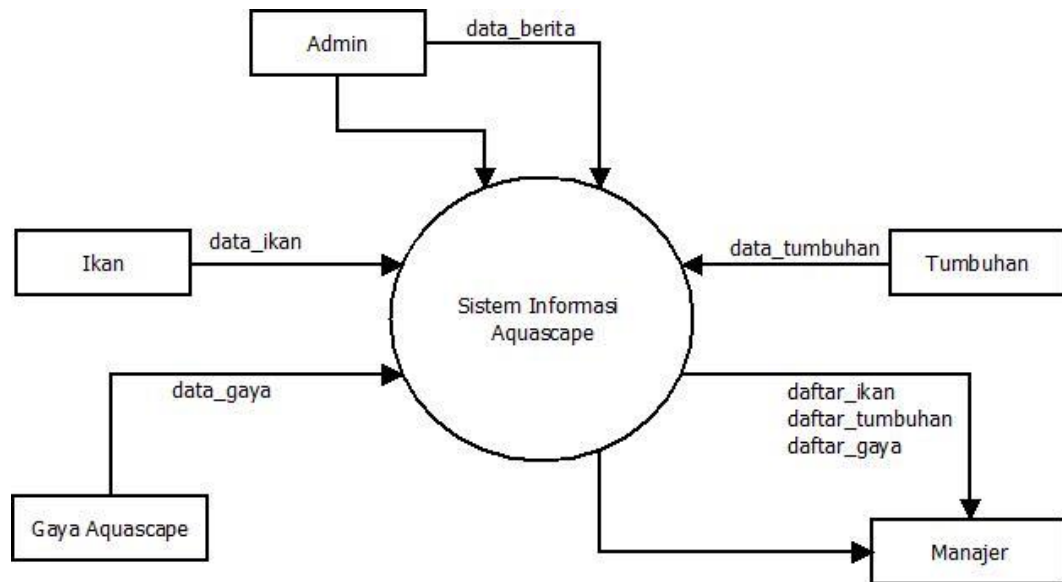 Admin
data_berita
Ikan
data_ikan
data_tumbuhan
Tumbuhan
Sistem Informasi
Aquascape
data_gaya
daftar_ikan
daftar_tumbuhan
daftar_gaya
Gaya Aquascape
Manajer